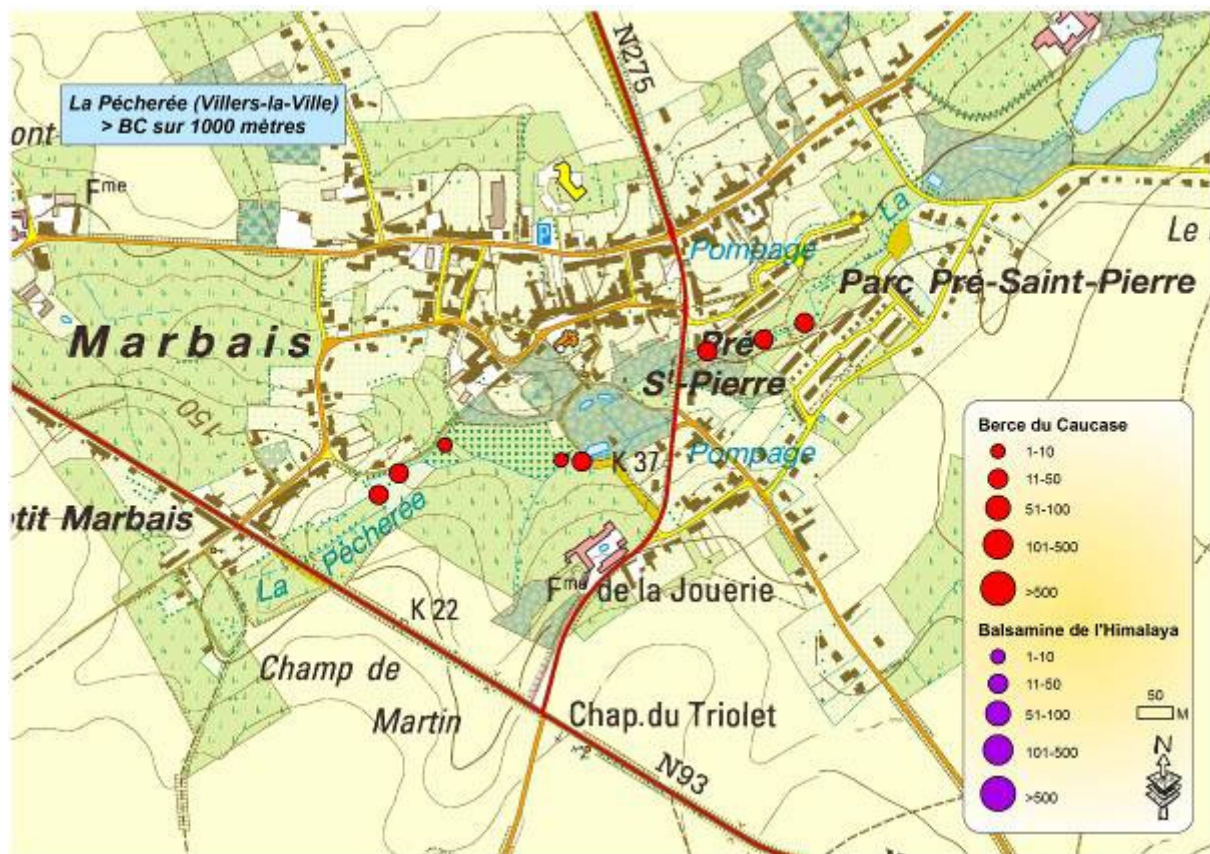 La Pécherée (Villers-la-Ville)
> BC sur 1000 mètres
N275
ont
Fme
P
Pompage
La
Le
Parc Pré-Saint-Pierre
Marbais
Pré
St-Pierre
150
K 37
Pompage
tit Marbais
La Pécherée
Fme de la Jouerie
K 22
Champ de
Martin
Chap.du Triolet
N93
Berce du Caucase
1-10
11-50
51-100
101-500
>500
Balsamine de l'Himalaya
1-10
11-50
51-100
101-500
>500
50
M
N